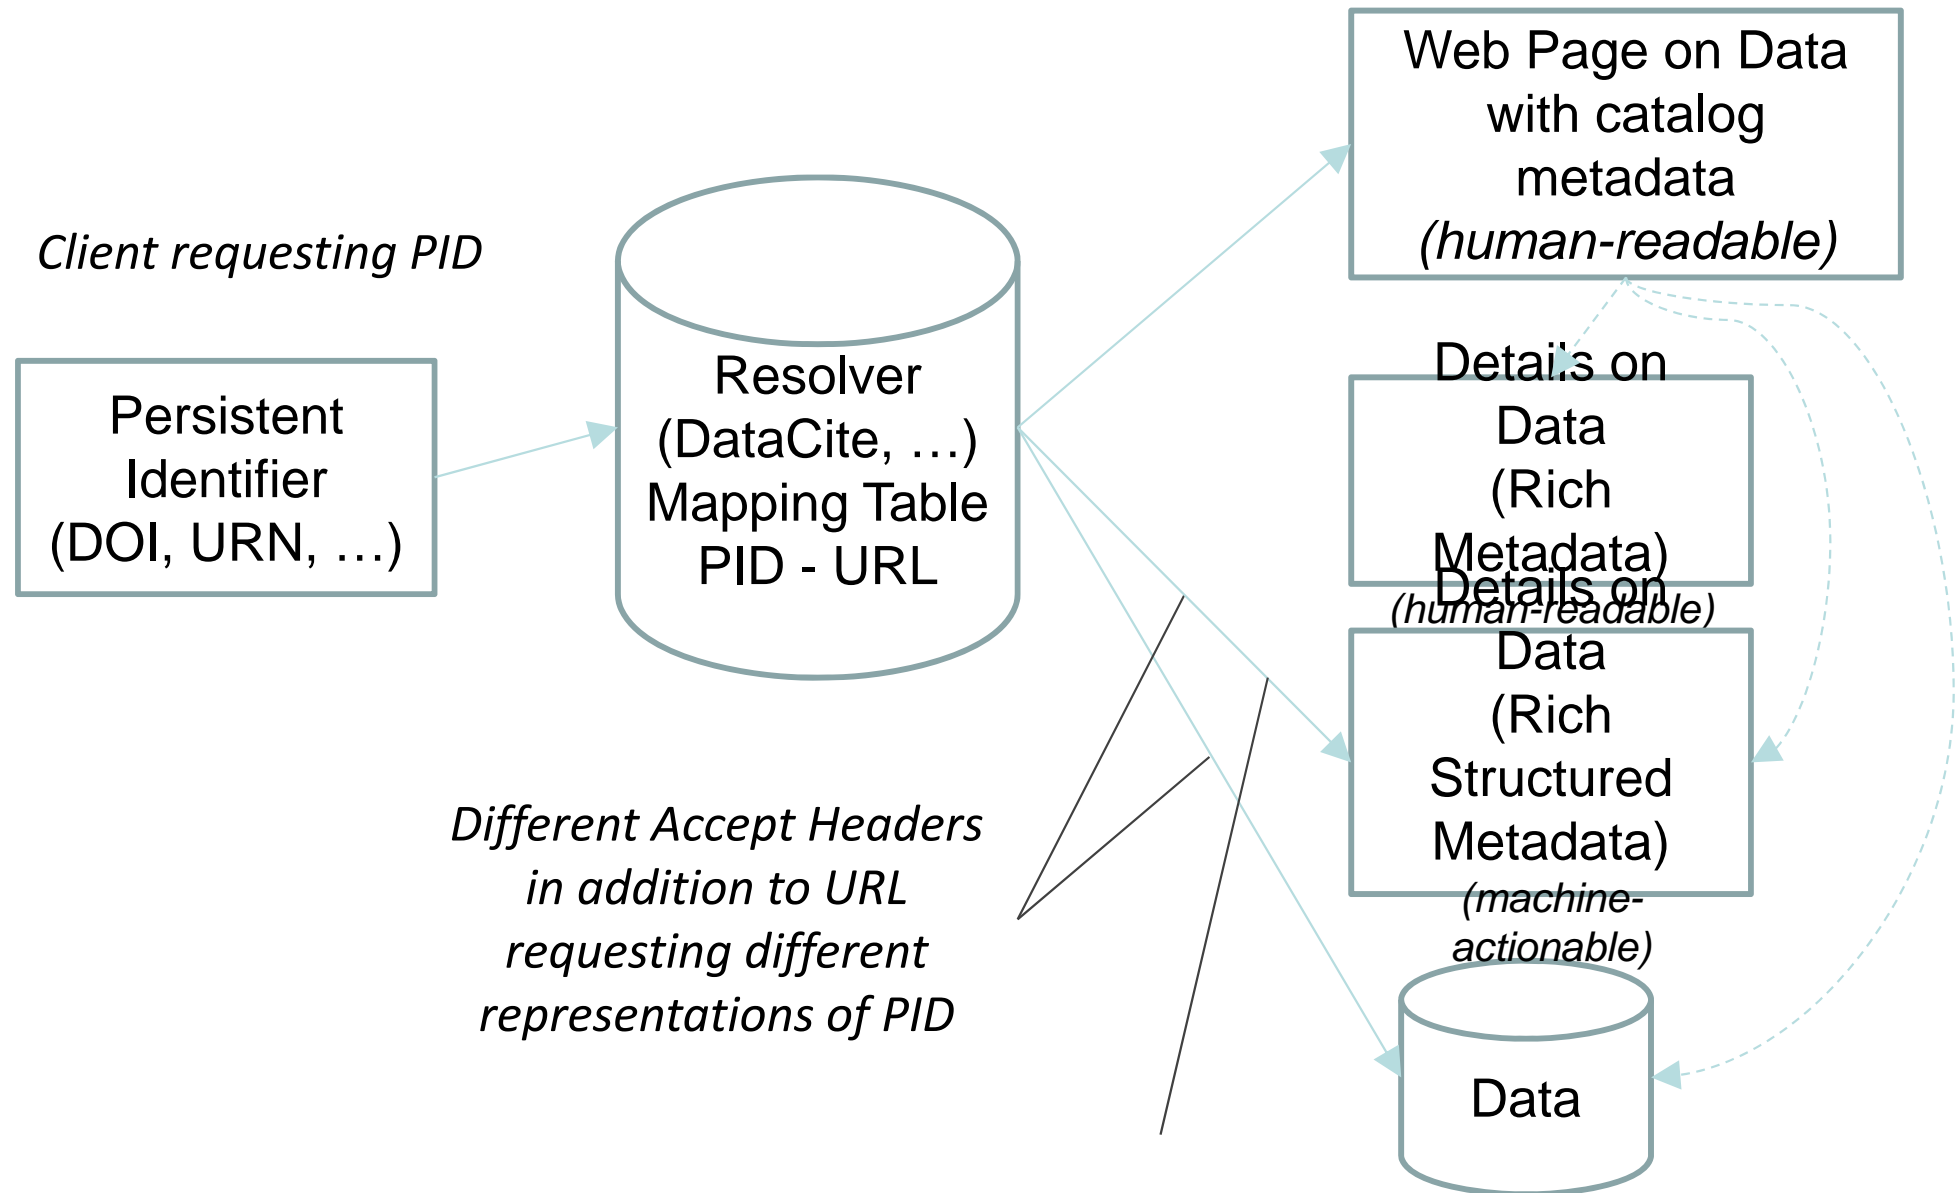 Client requesting PID
Persistent
Identifier
(DOI, URN, …)
Resolver
(DataCite, …)
Mapping Table
PID - URL
Different Accept Headers
in addition to URL
requesting different
representations of PID
Web Page on Data
with catalog
metadata
(human-readable)
Details on
Data
(Rich
Metadata)
(human-readable)
Details on
Data
(Rich
Structured
Metadata)
(machine-
actionable)
Data